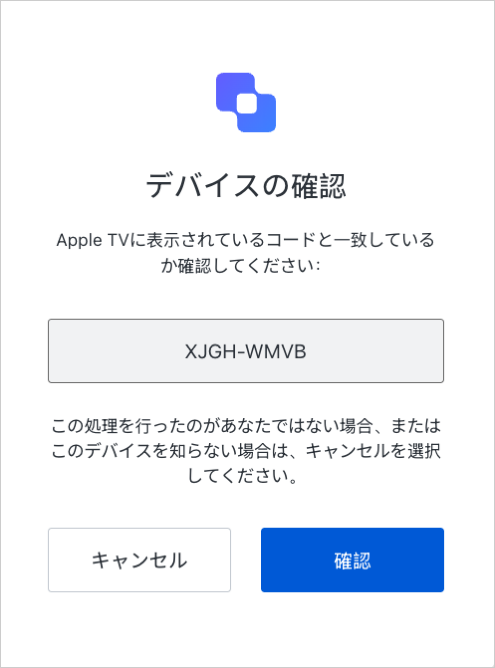 デバイスの確認
Apple TVに表示されているコードと一致している
か確認してください:
XJGH-WMVB
この処理を行ったのがあなたではない場合、または
このデバイスを知らない場合は、キャンセルを選択
してください。
キャンセル
確認